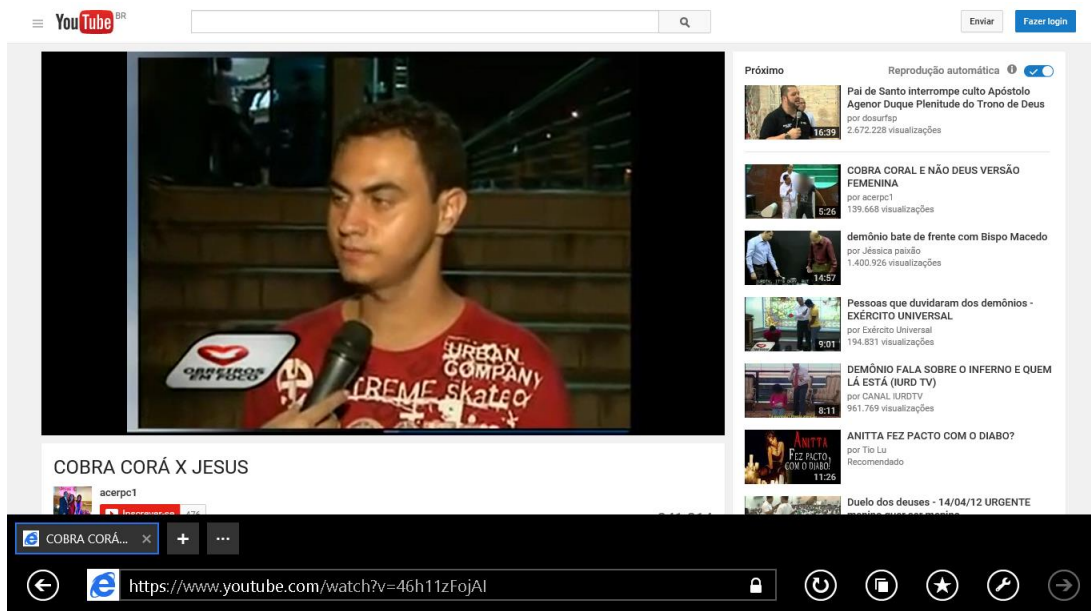 YouTube BR
Enviar
Fazer login
URBAN
COMPANY
TREME Skateo
OBREIROS
EM FOCO
COBRA CORÁ X JESUS
acerpc1
Inscrever-se 476
Próximo
Reprodução automática
16:39
Pai de Santo interrompe culto Apóstolo
Agenor Duque Plenitude do Trono de Deus
por dosurfsp
2.672.228 visualizações
5:26
COBRA CORAL E NÃO DEUS VERSÃO
FEMENINA
por acerpc1
139.668 visualizações
14:57
demônio bate de frente com Bispo Macedo
por Jéssica paixão
1.400.926 visualizações
9:01
Pessoas que duvidaram dos demônios -
EXÉRCITO UNIVERSAL
por Exército Universal
194.831 visualizações
8:11
DEMÔNIO FALA SOBRE O INFERNO E QUEM
LÁ ESTÁ (IURD TV)
por CANAL IURDTV
961.769 visualizações
ANITTA
FEZ PACTO
COM O DIABO?
11:26
ANITTA FEZ PACTO COM O DIABO?
por Tio Lu
Recomendado
Duelo dos deuses - 14/04/12 URGENTE
COBRA CORÁ...
https://www.youtube.com/watch?v=46h11zFojAI